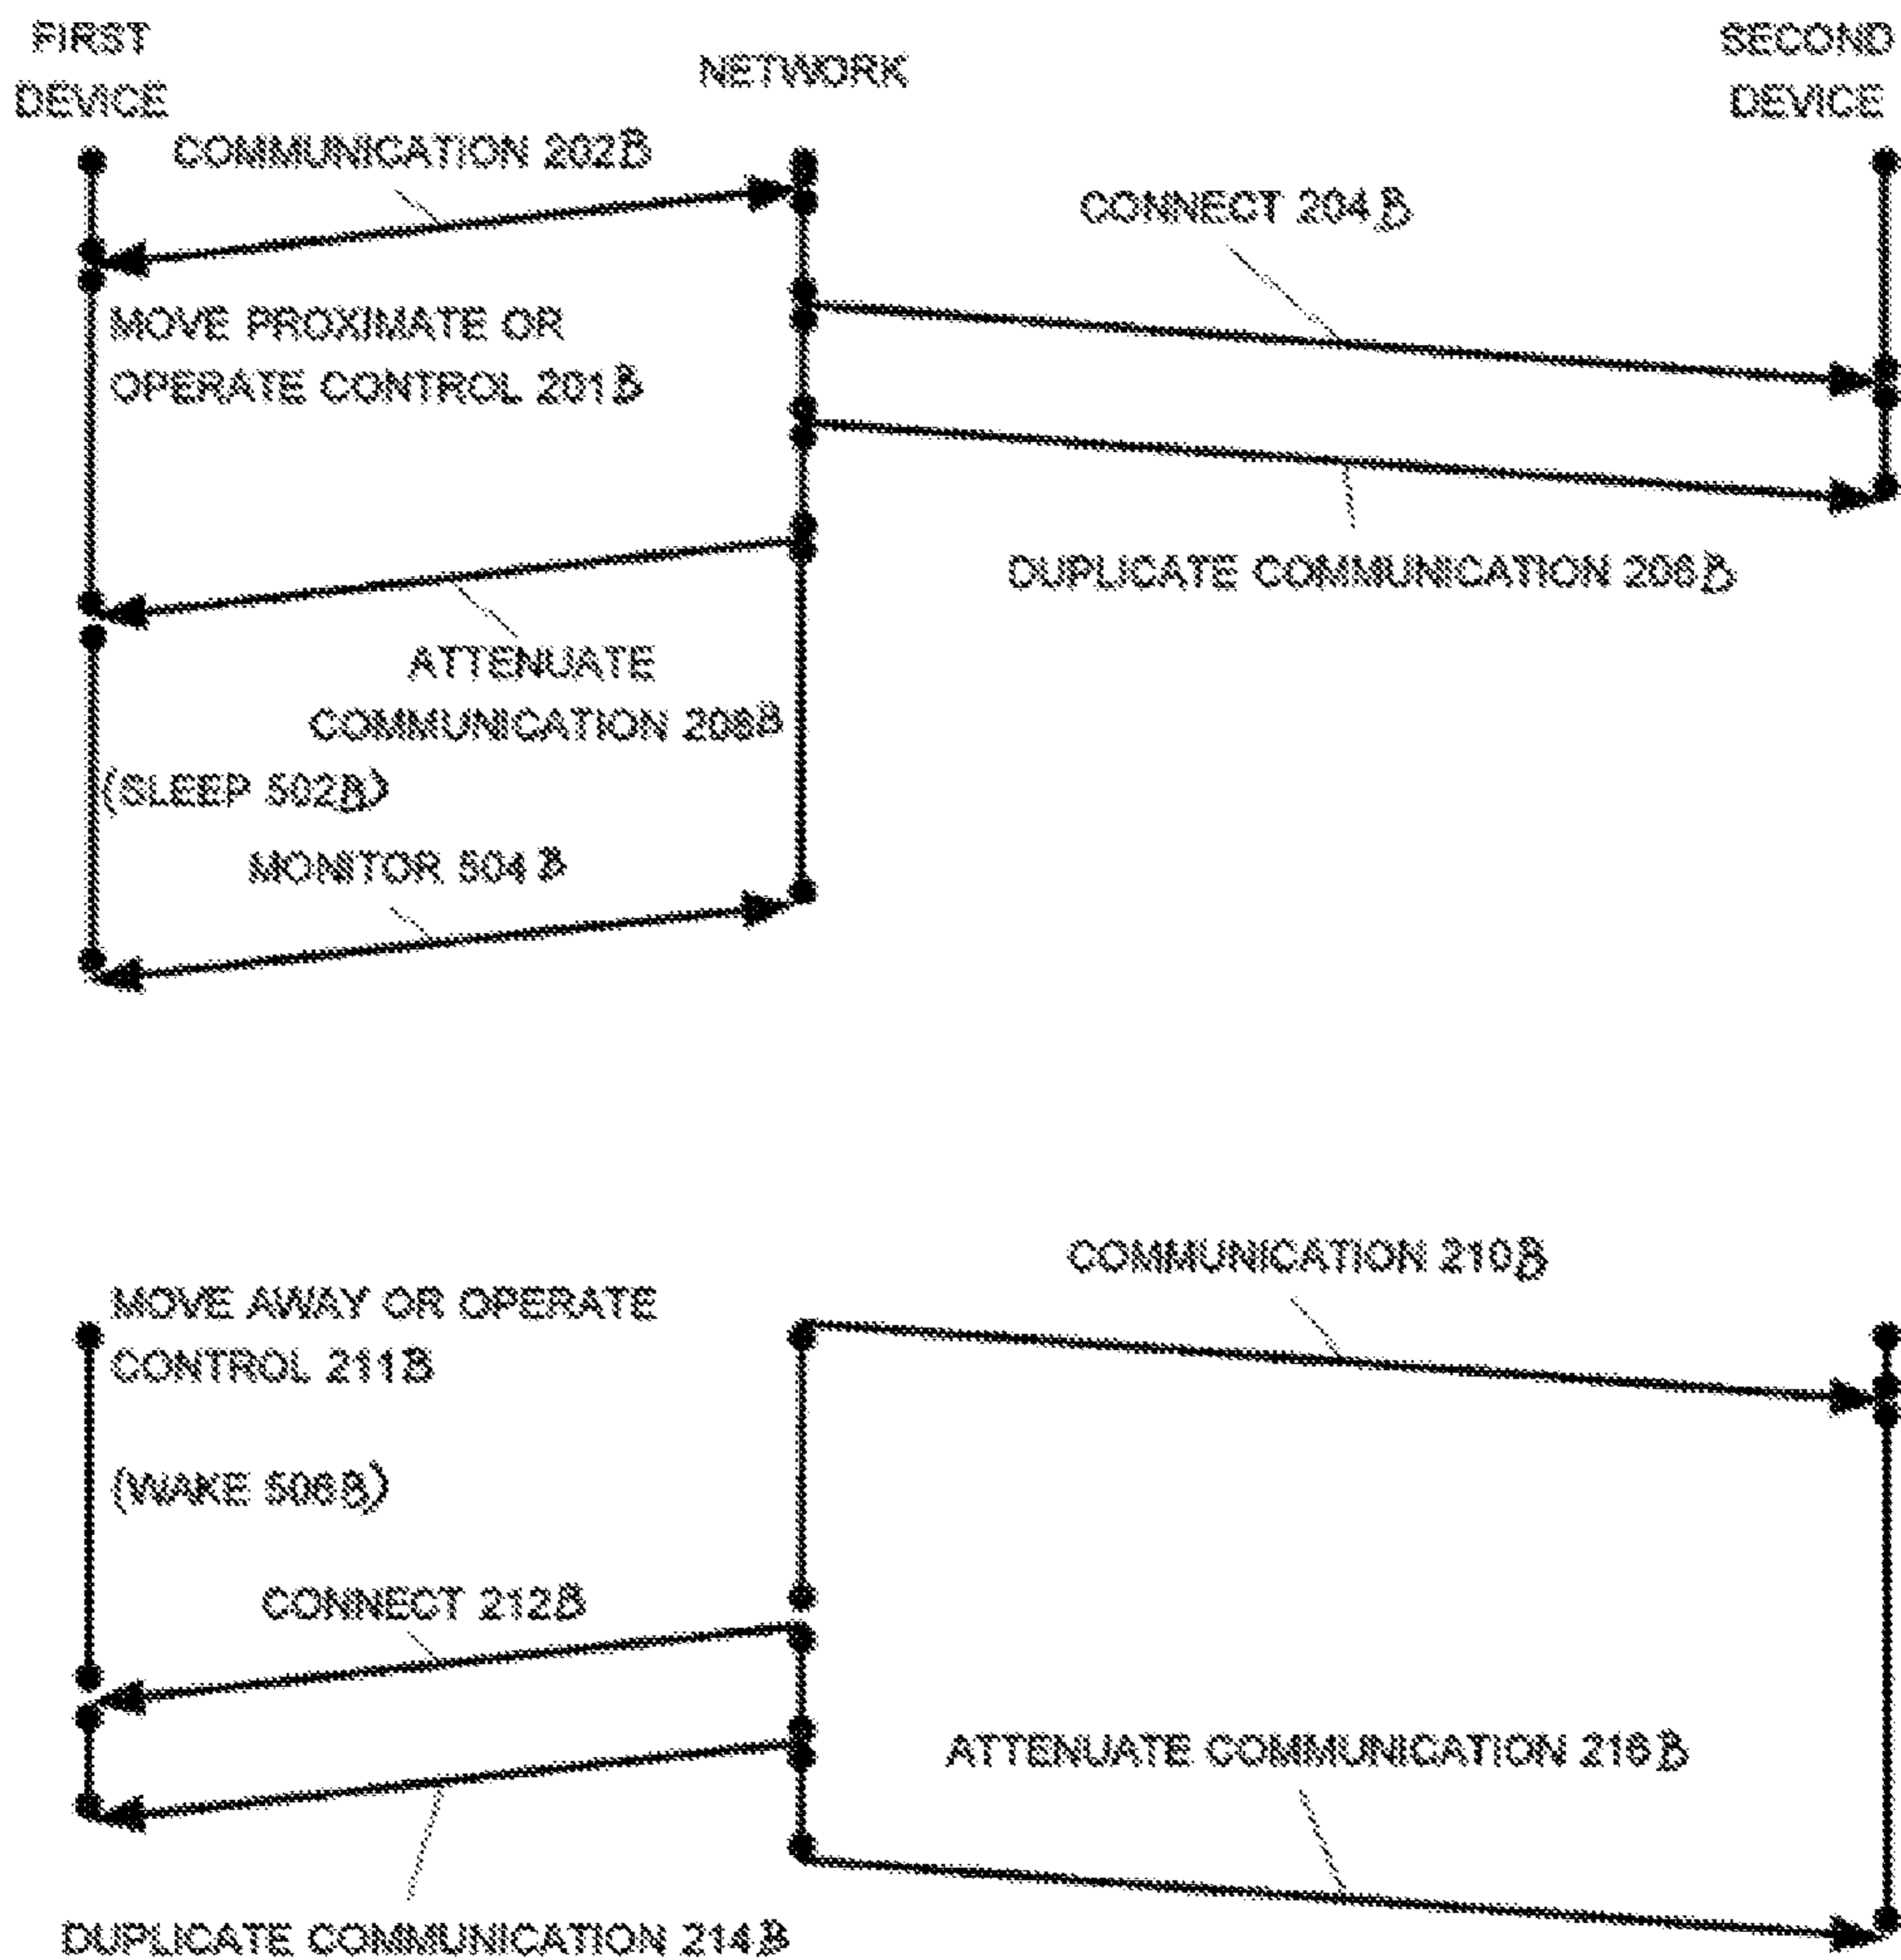 FIRST
DEVICE
NETWORK
SECOND
DEVICE
COMMUNICATION 202B
CONNECT 204B
MOVE PROXIMATE OR
OPERATE CONTROL 201B
DUPLICATE COMMUNICATION 206B
ATTENUATE
COMMUNICATION 208B
(SLEEP 502B)
MONITOR 504B
COMMUNICATION 210B
MOVE AWAY OR OPERATE
CONTROL 211B
(WAKE 506B)
CONNECT 212B
ATTENUATE COMMUNICATION 216B
DUPLICATE COMMUNICATION 214B